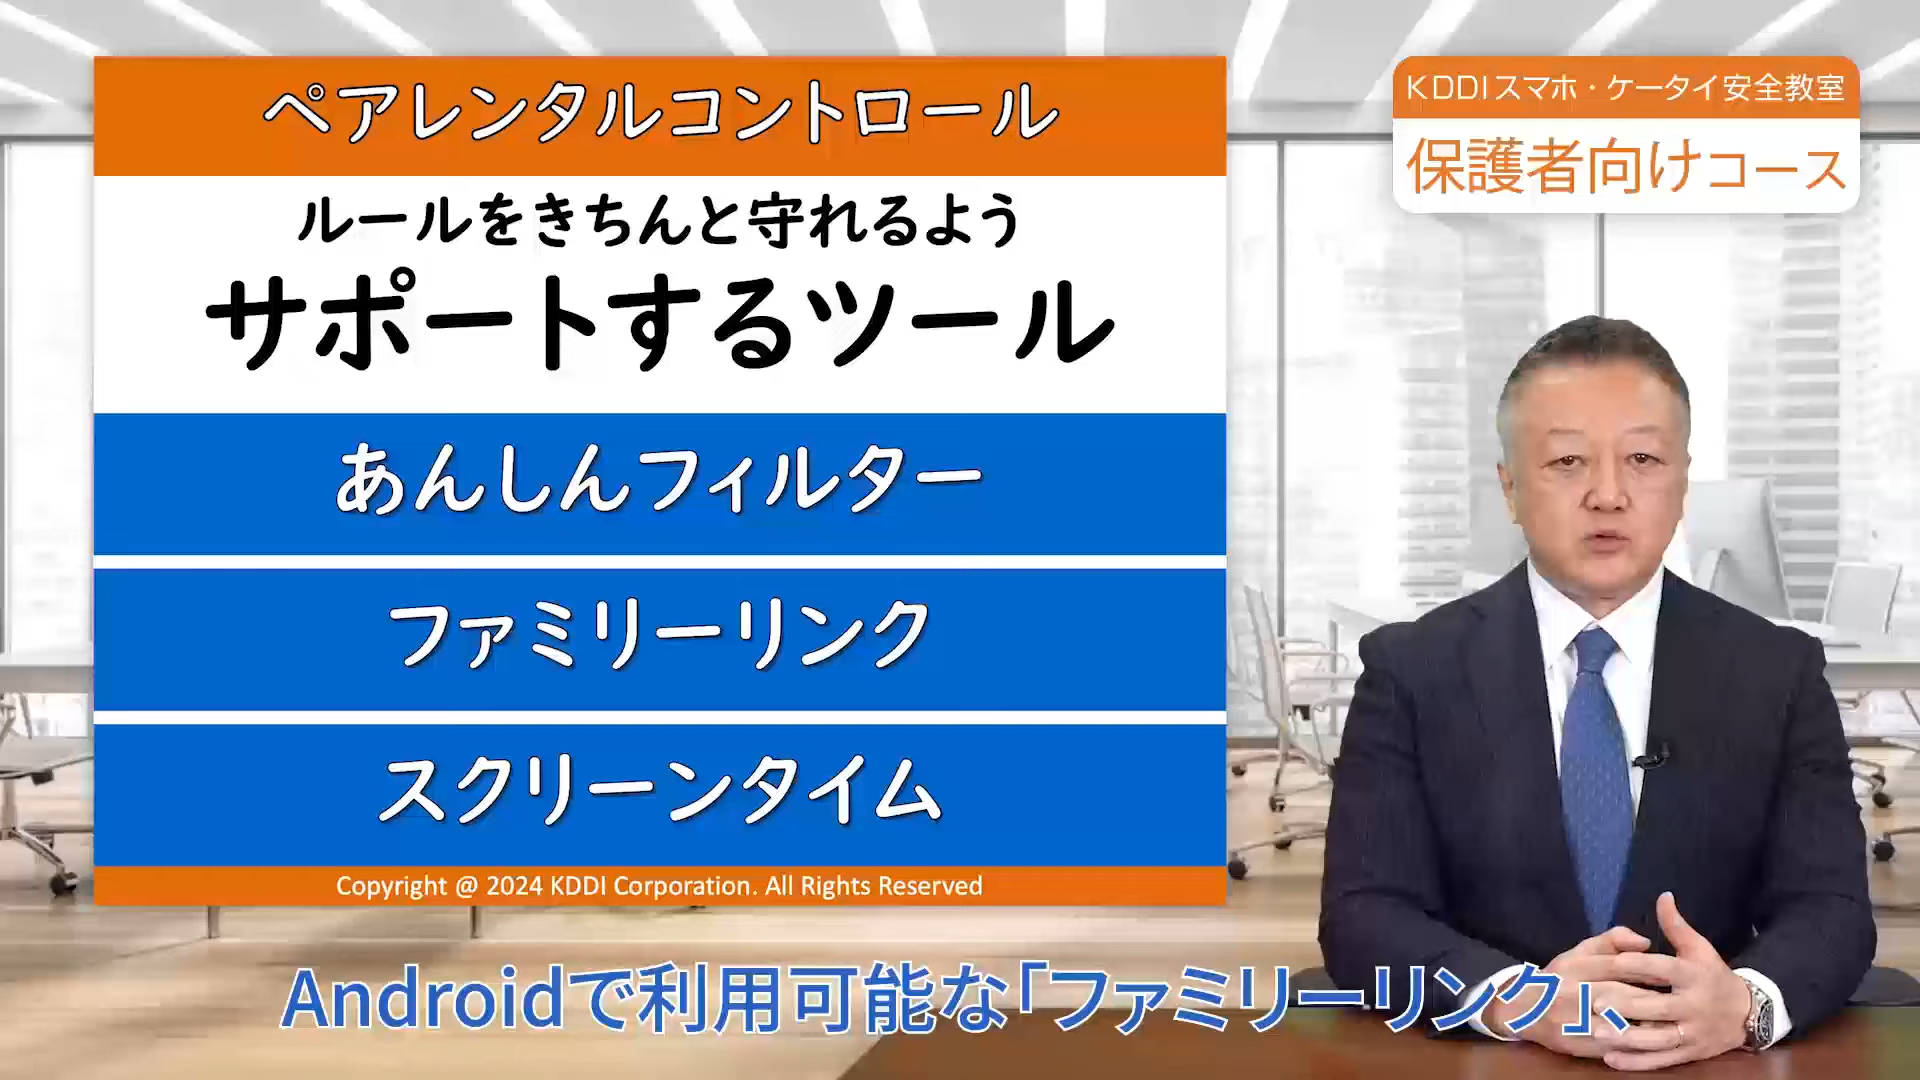 ペアレンタルコントロール
ルールをきちんと守れるよう
サポートするツール
あんしんフィルター
ファミリーリンク
スクリーンタイム
Copyright @ 2024 KDDI Corporation. All Rights Reserved
KDDIスマホ・ケータイ安全教室
保護者向けコース
Androidで利用可能な「ファミリーリンク」、